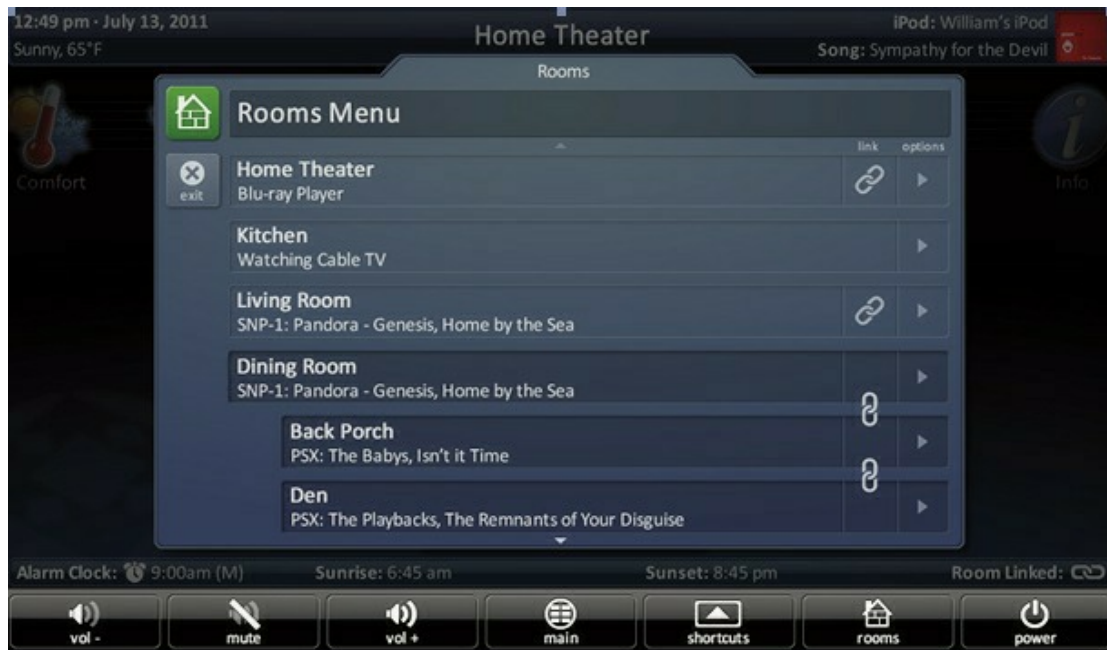 12:49 pm · July 13, 2011
Sunny, 65°F
Home Theater
iPod: William's iPod
Song: Sympathy for the Devil
Rooms
Rooms Menu
link options
exit
Home Theater
Blu-ray Player
Kitchen
Watching Cable TV
Living Room
SNP-1: Pandora - Genesis, Home by the Sea
Dining Room
SNP-1: Pandora - Genesis, Home by the Sea
Back Porch
PSX: The Babys, Isn't it Time
Den
PSX: The Playbacks, The Remnants of Your Disguise
Comfort
Info
Alarm Clock: 9:00am (M) Sunrise: 6:45 am Sunset: 8:45 pm Room Linked:
vol - mute vol + main shortcuts rooms power